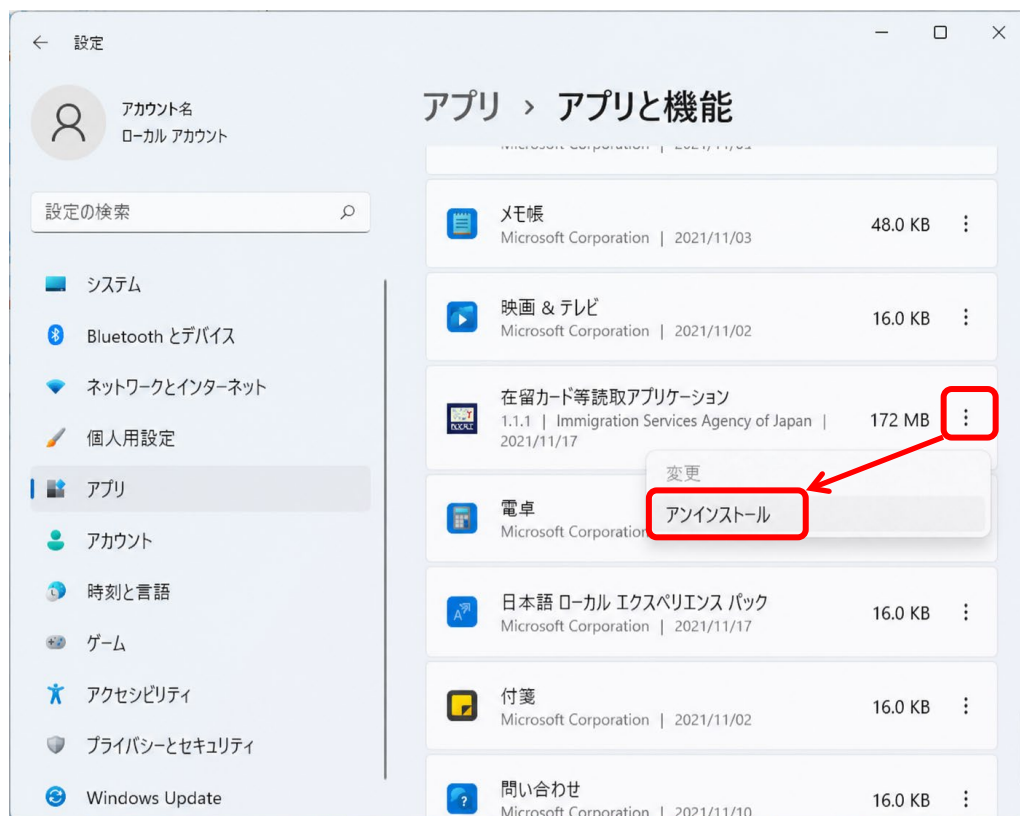 設定
アカウント名
ローカル アカウント
設定の検索
システム
Bluetooth とデバイス
ネットワークとインターネット
個人用設定
アプリ
アカウント
時刻と言語
ゲーム
アクセシビリティ
プライバシーとセキュリティ
Windows Update
アプリ › アプリと機能
Microsoft Corporation | 2021/11/03
メモ帳
Microsoft Corporation | 2021/11/03
48.0 KB
映画 & テレビ
Microsoft Corporation | 2021/11/02
16.0 KB
在留カード等読取アプリケーション
1.1.1 | Immigration Services Agency of Japan |
2021/11/17
172 MB
変更
アンインストール
電卓
Microsoft Corporation
日本語 ローカル エクスペリエンス パック
Microsoft Corporation | 2021/11/17
16.0 KB
付箋
Microsoft Corporation | 2021/11/02
16.0 KB
問い合わせ
Microsoft Corporation | 2021/11/10
16.0 KB